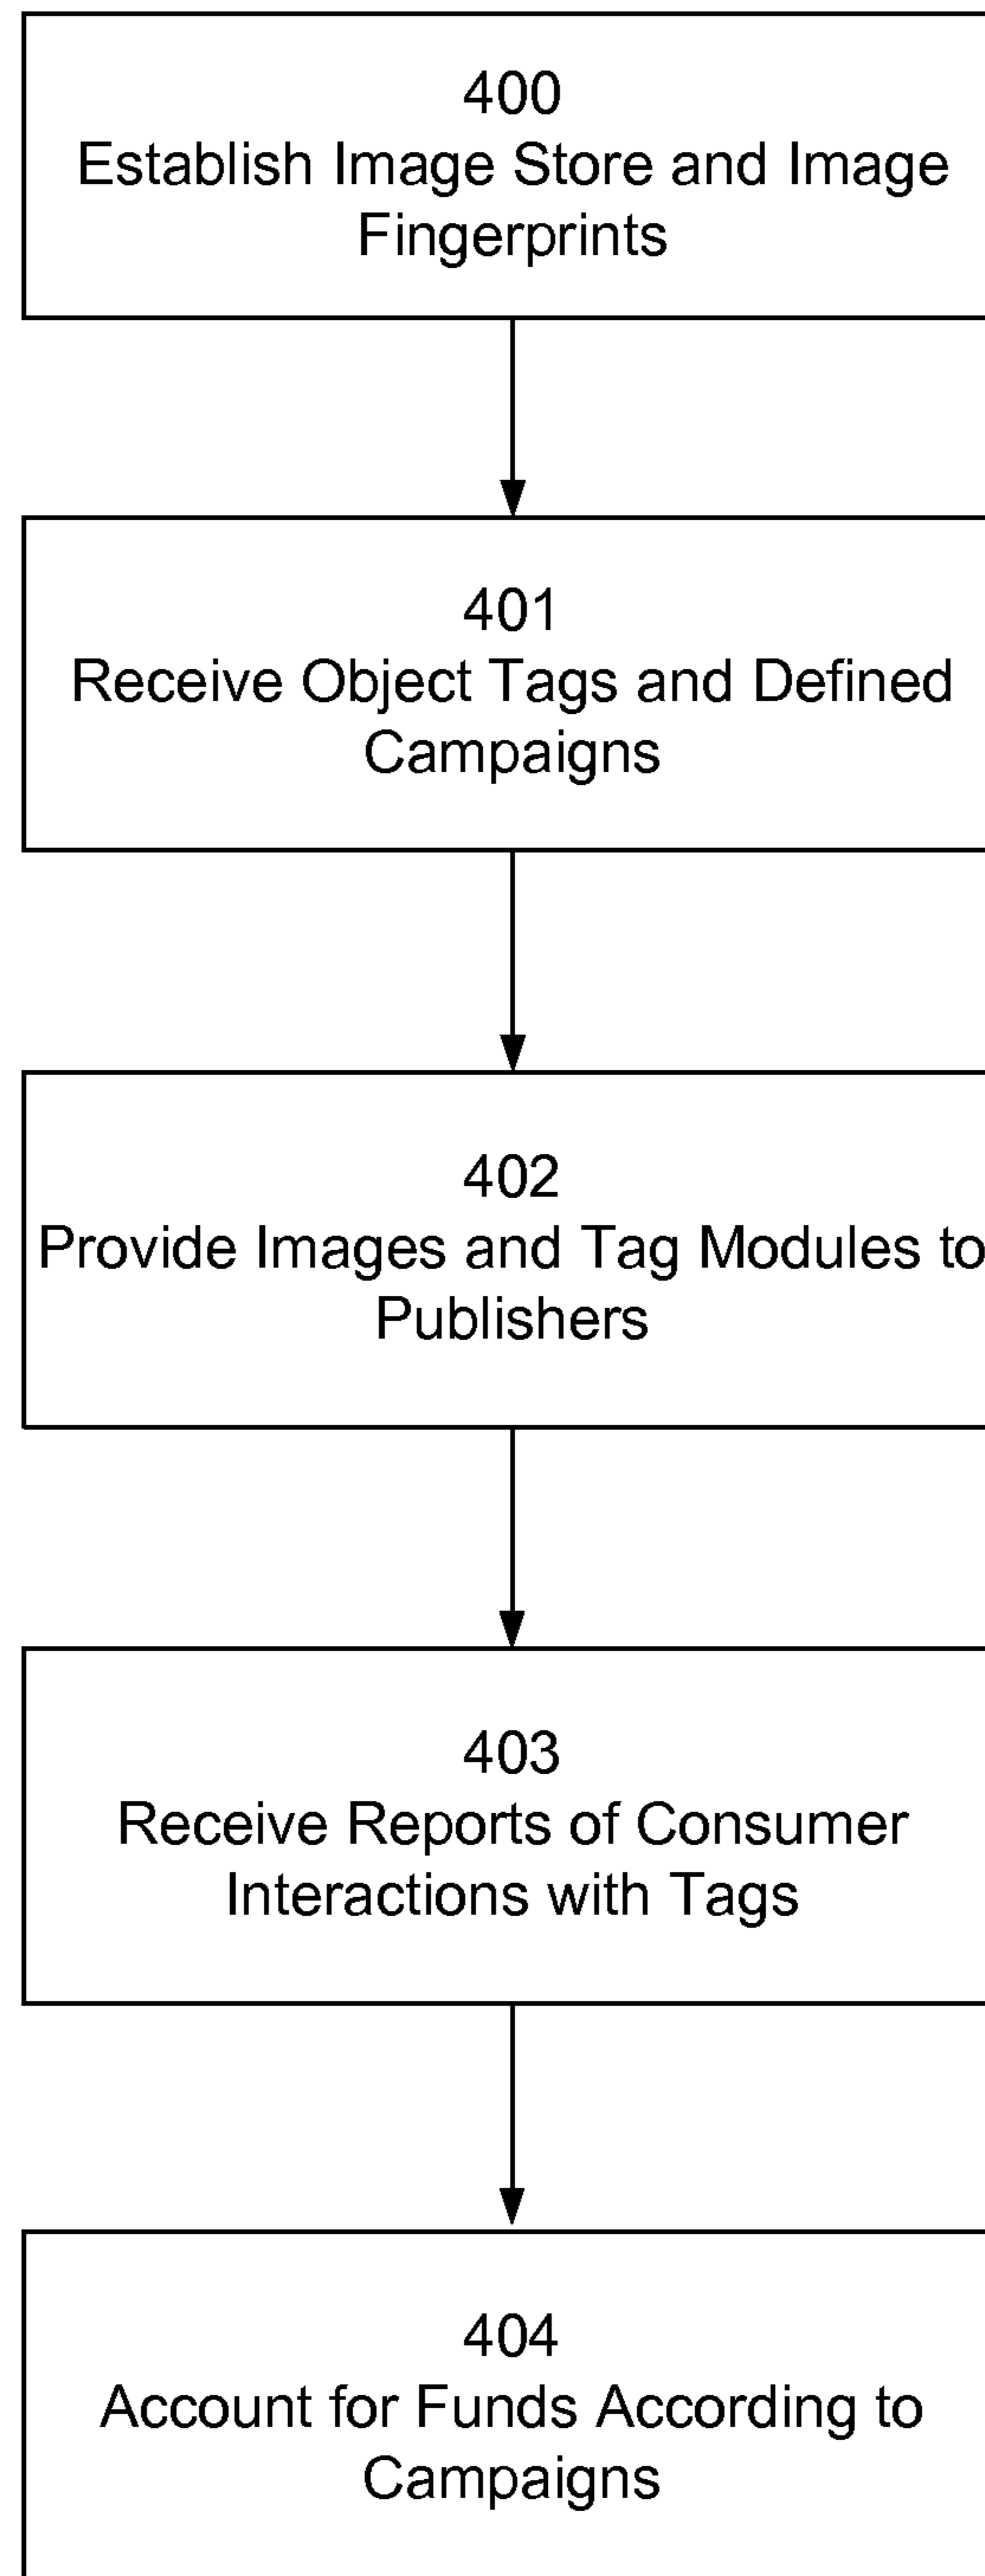 400
Establish Image Store and Image
Fingerprints
401
Receive Object Tags and Defined
Campaigns
402
Provide Images and Tag Modules to
Publishers
403
Receive Reports of Consumer
Interactions with Tags
404
Account for Funds According to
Campaigns